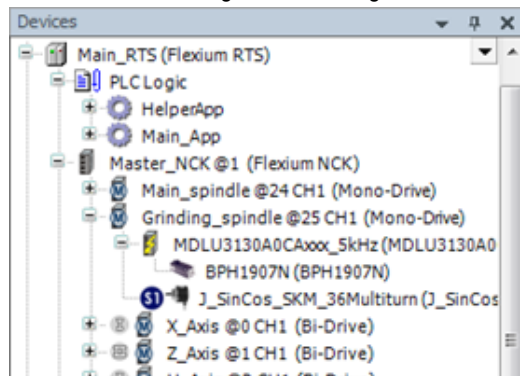 Devices
Main_RTS (Flexium RTS)
PLC Logic
HelperApp
Main_App
Master_NCK @1 (Flexium NCK)
Main_spindle @24 CH1 (Mono-Drive)
Grinding_spindle @25 CH1 (Mono-Drive)
MDLU3130A0CAxxx_5kHz (MDLU3130A0
BPH1907N (BPH1907N)
S1 J_SinCos_SKM_36Multiturn (J_SinCos
X_Axis @0 CH1 (Bi-Drive)
Z_Axis @1 CH1 (Bi-Drive)